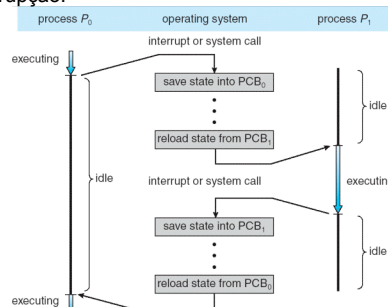 process P0 operating system process P1
interrupt or system call
executing
save state into PCB0
idle
reload state from PCB1
idle interrupt or system call
save state into PCB1
idle
reload state from PCB0
executing